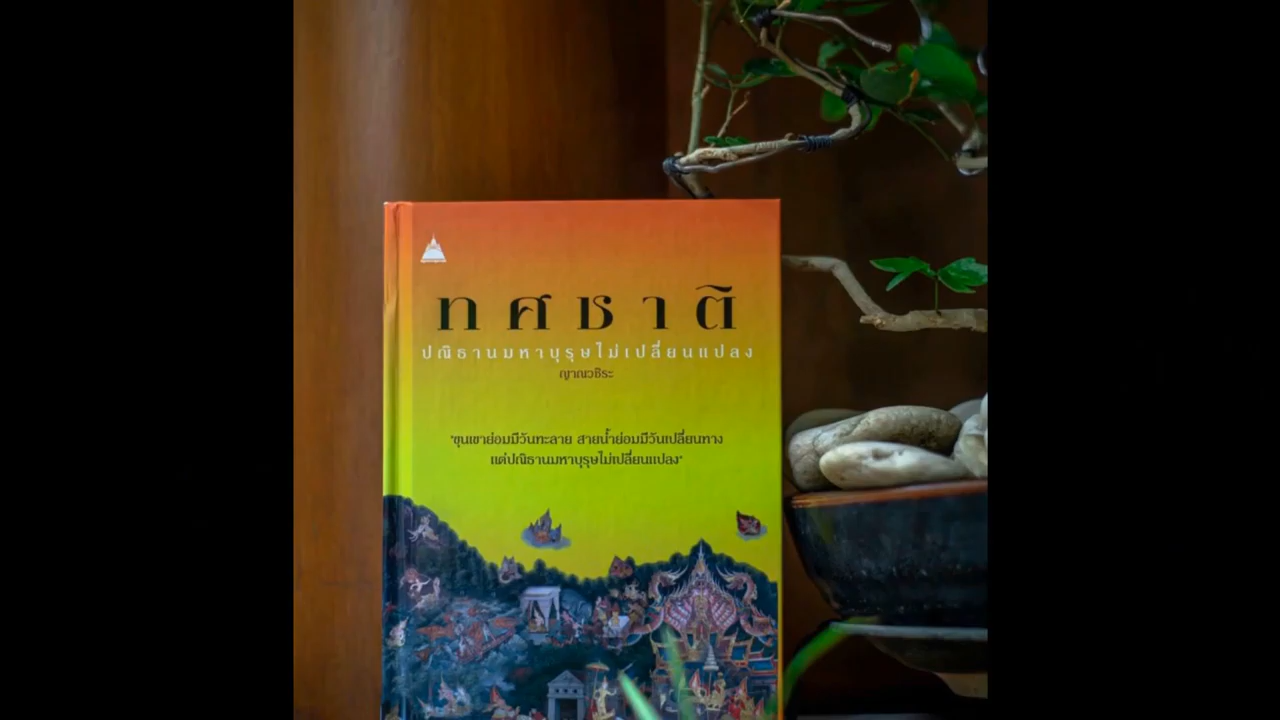 ทศชาติ
ปณิธานมหาบุรุษไม่เปลี่ยนแปลง
ญาณวชิระ
"ขุนเขาย่อมมีวันทะลาย สายน้ำย่อมมีวันเปลี่ยนทาง
แต่ปณิธานมหาบุรุษไม่เปลี่ยนแปลง"